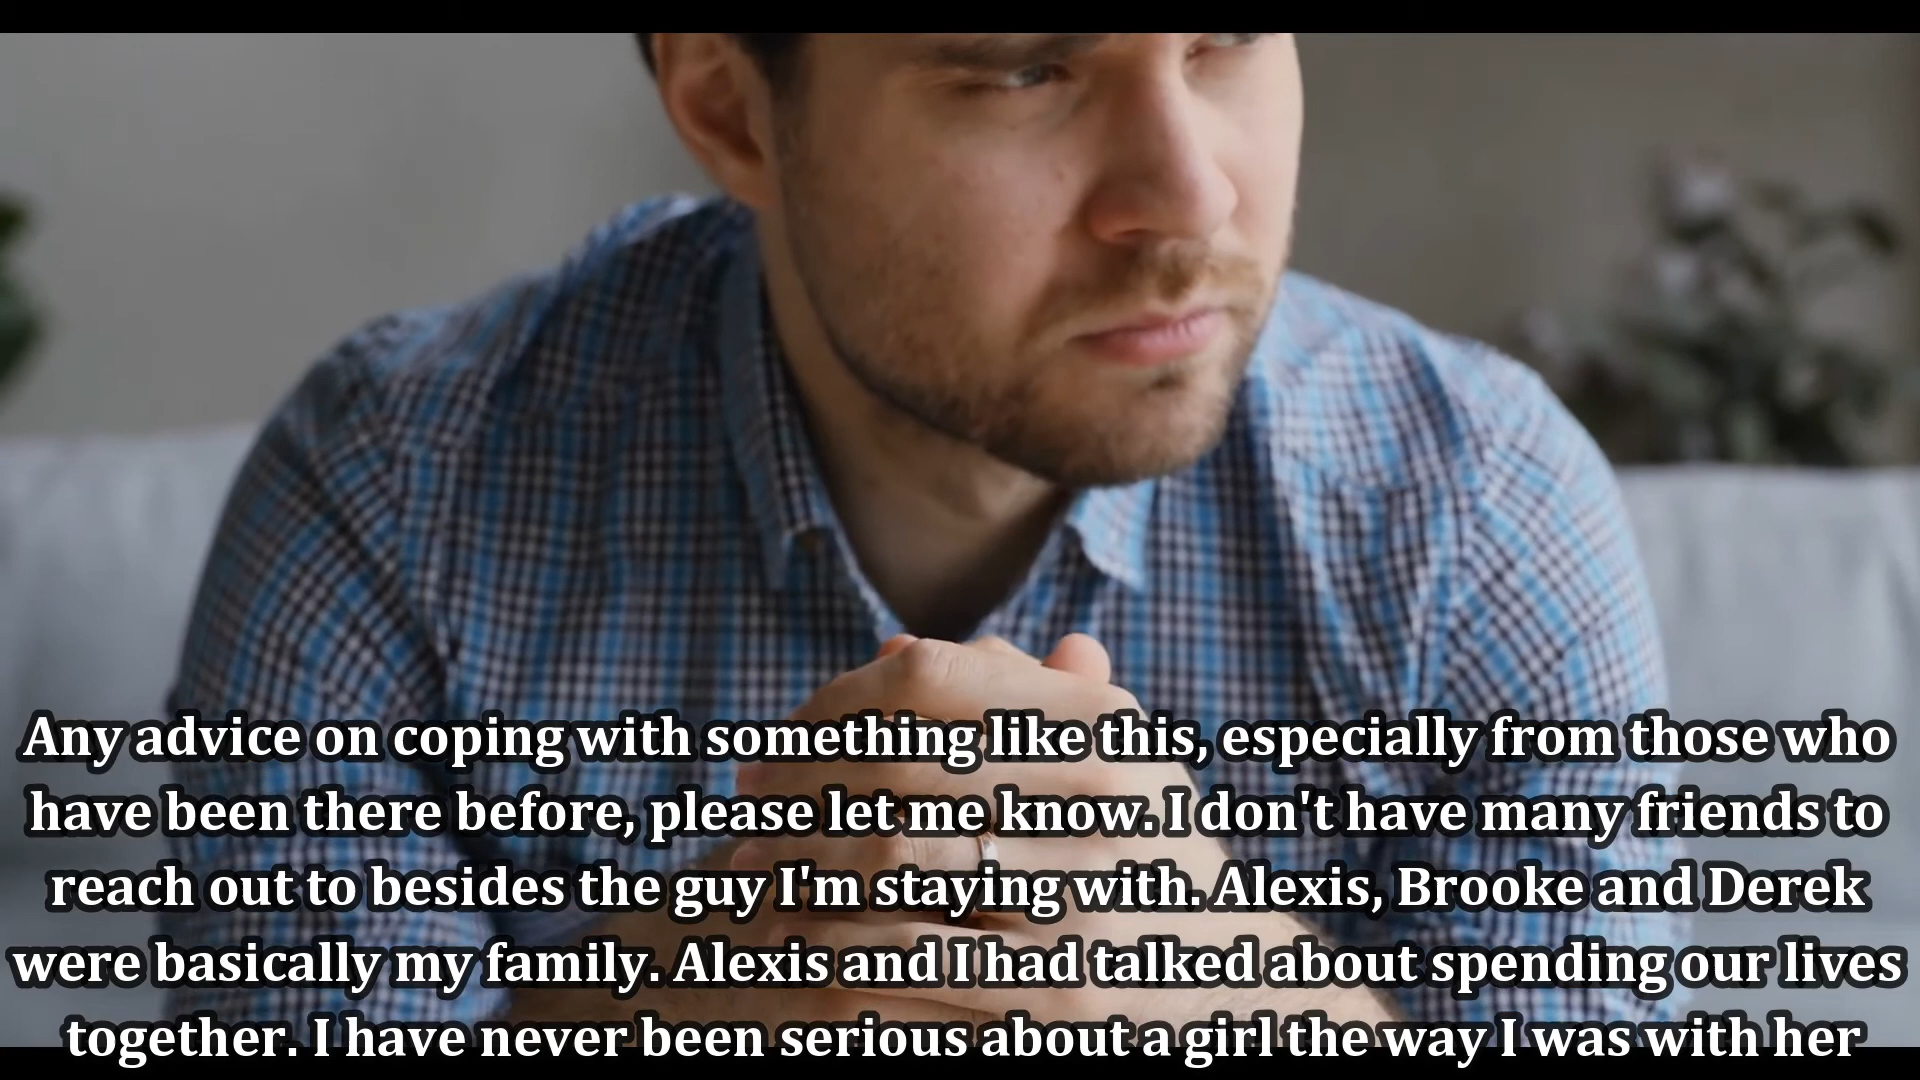 Any advice on coping with something like this, especially from those who
have been there before, please let me know. I don't have many friends to
reach out to besides the guy I'm staying with. Alexis, Brooke and Derek
were basically my family. Alexis and I had talked about spending our lives
together. I have never been serious about a girl the way I was with her